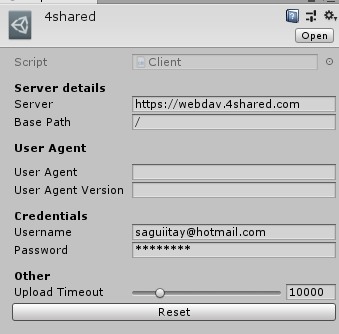 4shared
Open
Script Client
Server details
Server https://webdav.4shared.com
Base Path /
User Agent
User Agent
User Agent Version
Credentials
Username saguiitay@hotmail.com
Password ********
Other
Upload Timeout 10000
Reset